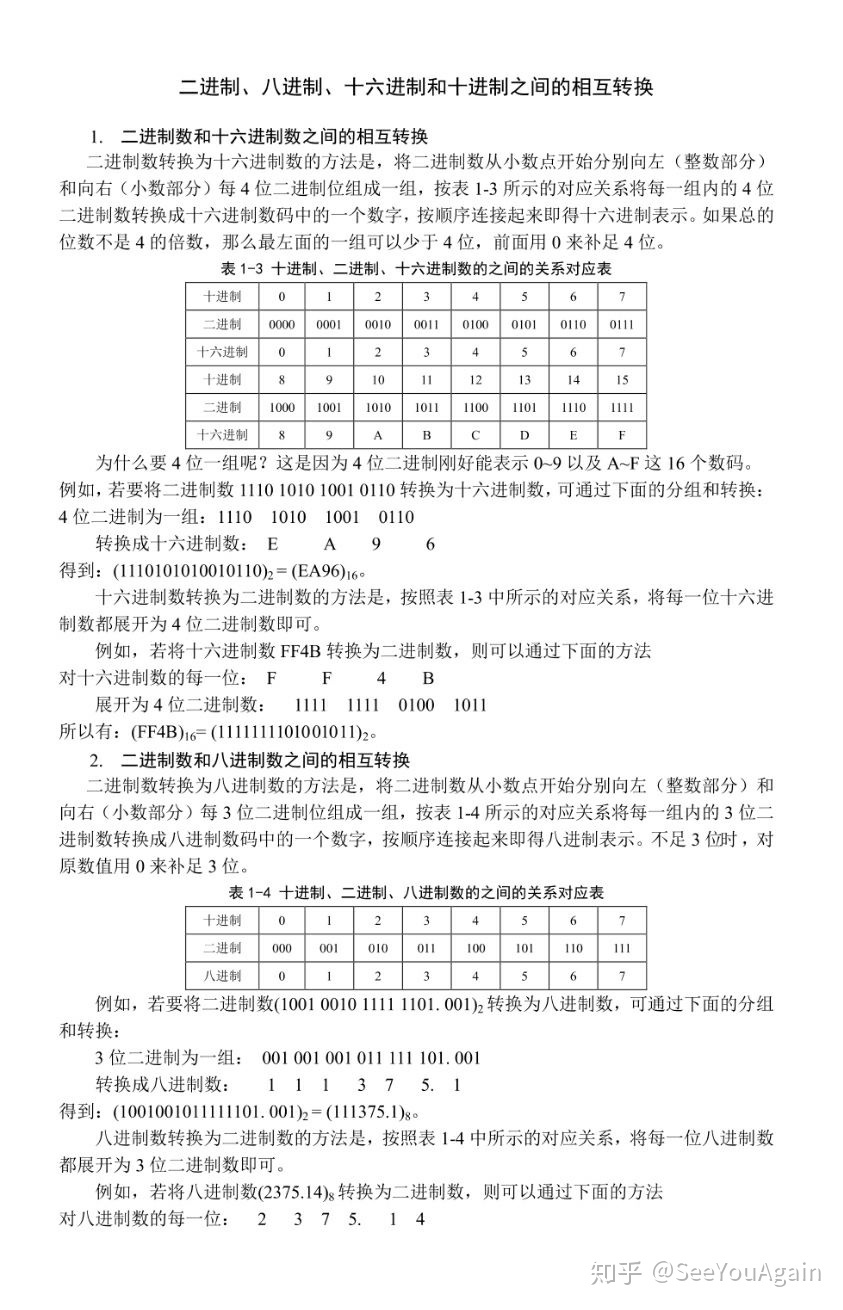 二进制、八进制、十六进制和十进制之间的相互转换
1. 二进制数和十六进制数之间的相互转换
二进制数转换为十六进制数的方法是，将二进制数从小数点开始分别向左（整数部分）
和向右（小数部分）每 4 位二进制位组成一组，按表 1-3 所示的对应关系将每一组内的 4 位
二进制数转换成十六进制数码中的一个数字，按顺序连接起来即得十六进制表示。如果总的
位数不是 4 的倍数，那么最左面的一组可以少于 4 位，前面用 0 来补足 4 位。
表 1-3 十进制、二进制、十六进制数的之间的关系对应表
十进制 0 1 2 3 4 5 6 7
二进制 0000 0001 0010 0011 0100 0101 0110 0111
十六进制 0 1 2 3 4 5 6 7
十进制 8 9 10 11 12 13 14 15
二进制 1000 1001 1010 1011 1100 1101 1110 1111
十六进制 8 9 A B C D E F
为什么要 4 位一组呢？这是因为 4 位二进制刚好能表示 0~9 以及 A~F 这 16 个数码。
例如，若要将二进制数 1110 1010 1001 0110 转换为十六进制数，可通过下面的分组和转换：
4 位二进制为一组：1110 1010 1001 0110
转换成十六进制数： E A 9 6
得到：(1110101010010110)₂ = (EA96)₁₆。
十六进制数转换为二进制数的方法是，按照表 1-3 中所示的对应关系，将每一位十六进
制数都展开为 4 位二进制数即可。
例如，若将十六进制数 FF4B 转换为二进制数，则可以通过下面的方法
对十六进制数的每一位： F F 4 B
展开为 4 位二进制数： 1111 1111 0100 1011
所以有：(FF4B)₁₆= (1111111101001011)₂。
2. 二进制数和八进制数之间的相互转换
二进制数转换为八进制数的方法是，将二进制数从小数点开始分别向左（整数部分）和
向右（小数部分）每 3 位二进制位组成一组，按表 1-4 所示的对应关系将每一组内的 3 位二
进制数转换成八进制数码中的一个数字，按顺序连接起来即得八进制表示。不足 3 位时，对
原数值用 0 来补足 3 位。
表 1-4 十进制、二进制、八进制数的之间的关系对应表
十进制 0 1 2 3 4 5 6 7
二进制 000 001 010 011 100 101 110 111
八进制 0 1 2 3 4 5 6 7
例如，若要将二进制数(1001 0010 1111 1101. 001)₂ 转换为八进制数，可通过下面的分组
和转换：
3 位二进制为一组： 001 001 001 011 111 101. 001
转换成八进制数： 1 1 1 3 7 5. 1
得到：(1001001011111101. 001)₂ = (111375.1)₈。
八进制数转换为二进制数的方法是，按照表 1-4 中所示的对应关系，将每一位八进制数
都展开为 3 位二进制数即可。
例如，若将八进制数(2375.14)₈ 转换为二进制数，则可以通过下面的方法
对八进制数的每一位： 2 3 7 5. 1 4
知乎 @SeeYouAgain